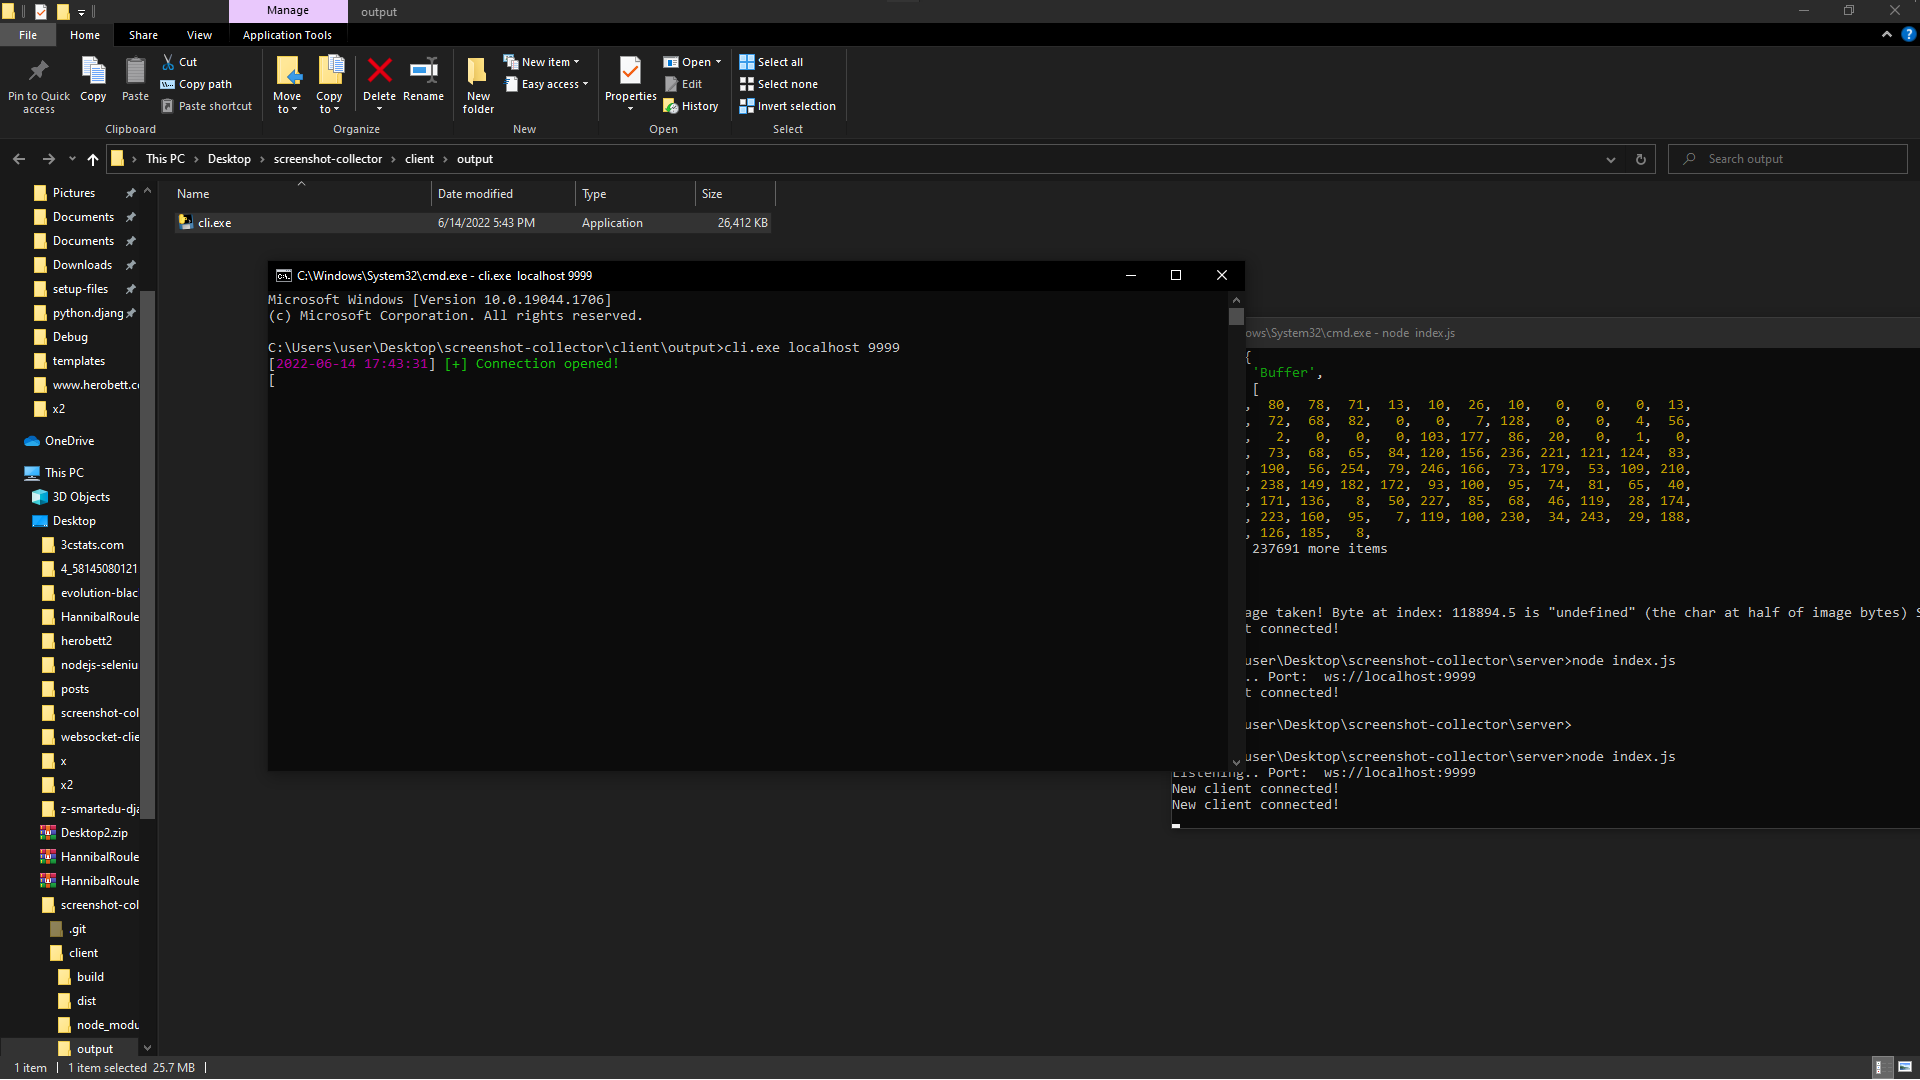 Manage
output
File
Home
Share
View
Application Tools
Pin to Quick access
Copy
Paste
Cut
Copy path
Paste shortcut
Clipboard
Move to
Copy to
Delete
Rename
Organize
New folder
New item
Easy access
New
Properties
Open
Edit
History
Open
Select all
Select none
Invert selection
Select
This PC
Desktop
screenshot-collector
client
output
Search output
Name
Date modified
Type
Size
cli.exe
6/14/2022 5:43 PM
Application
26,412 KB
Pictures
Documents
Documents
Downloads
setup-files
python.djang
Debug
templates
www.herobett.c
x2
OneDrive
This PC
3D Objects
Desktop
3cstats.com
4_58145080121
evolution-blac
HannibalRoule
herobett2
nodejs-seleniu
posts
screenshot-col
websocket-clie
x
x2
z-smartedu-dja
Desktop2.zip
HannibalRoule
HannibalRoule
screenshot-col
.git
client
build
dist
node_modu
output
C:\Windows\System32\cmd.exe - cli.exe localhost 9999
Microsoft Windows [Version 10.0.19044.1706]
(c) Microsoft Corporation. All rights reserved.
C:\Users\user\Desktop\screenshot-collector\client\output>cli.exe localhost 9999
[2022-06-14 17:43:31] [+] Connection opened!
[
ows\System32\cmd.exe - node index.js
{
'Buffer',
[
, 80, 78, 71, 13, 10, 26, 10, 0, 0, 0, 13,
, 72, 68, 82, 0, 0, 7, 128, 0, 0, 4, 56,
, 2, 0, 0, 0, 103, 177, 86, 20, 0, 1, 0,
, 73, 68, 65, 84, 120, 156, 236, 221, 121, 124, 83,
, 190, 56, 254, 79, 246, 166, 73, 179, 53, 109, 210,
, 238, 149, 182, 172, 93, 100, 95, 74, 81, 65, 40,
, 171, 136, 8, 50, 227, 85, 68, 46, 119, 28, 174,
, 223, 160, 95, 7, 119, 100, 230, 34, 243, 29, 188,
, 126, 185, 8,
237691 more items
age taken! Byte at index: 118894.5 is "undefined" (the char at half of image bytes) S
t connected!
user\Desktop\screenshot-collector\server>node index.js
.. Port: ws://localhost:9999
t connected!
user\Desktop\screenshot-collector\server>
user\Desktop\screenshot-collector\server>node index.js
Listening.. Port: ws://localhost:9999
New client connected!
New client connected!
1 item
1 item selected 25.7 MB